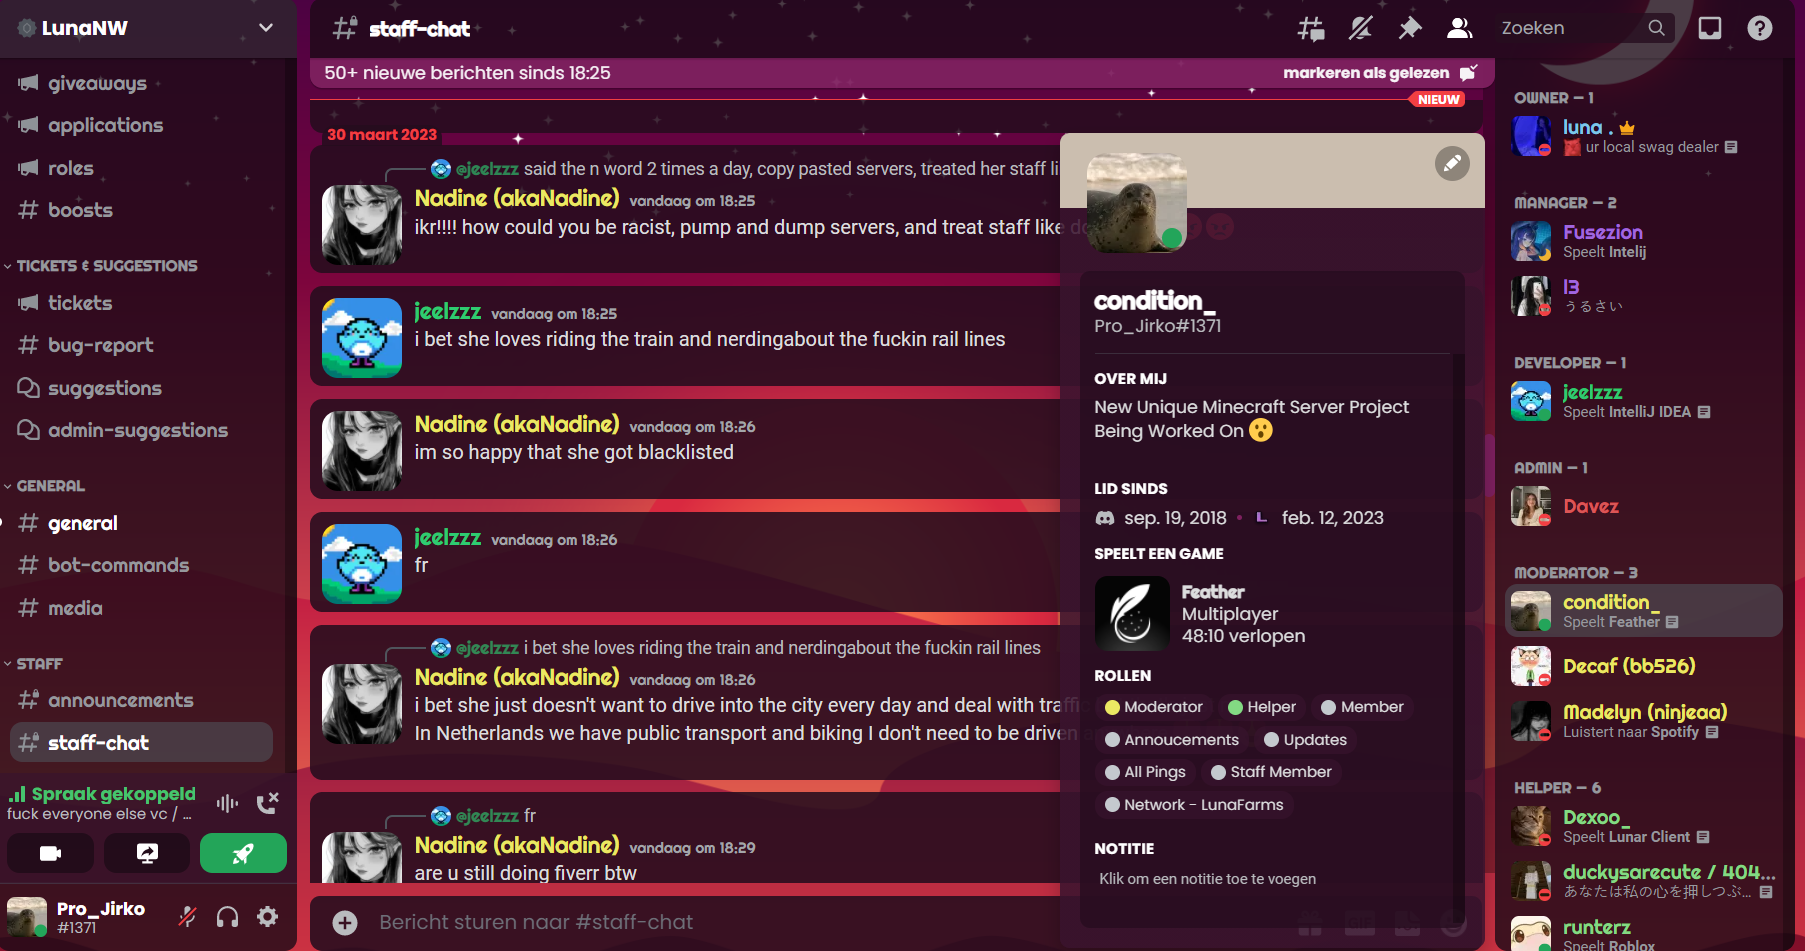 LunaNW
giveaways
applications
roles
boosts
TICKETS & SUGGESTIONS
tickets
bug-report
suggestions
admin-suggestions
GENERAL
general
bot-commands
media
STAFF
announcements
staff-chat
Spraak gekoppeld
fuck everyone else vc / ...
Pro_Jirko
#1371
staff-chat
Zoeken
50+ nieuwe berichten sinds 18:25
markeren als gelezen
NIEUW
30 maart 2023
@jeelzzz said the n word 2 times a day, copy pasted servers, treated her staff li
Nadine (akaNadine) vandaag om 18:25
ikr!!!! how could you be racist, pump and dump servers, and treat staff like
jeelzzz vandaag om 18:25
i bet she loves riding the train and nerdingabout the fuckin rail lines
Nadine (akaNadine) vandaag om 18:26
im so happy that she got blacklisted
jeelzzz vandaag om 18:26
fr
@jeelzzz i bet she loves riding the train and nerdingabout the fuckin rail lines
Nadine (akaNadine) vandaag om 18:26
i bet she just doesn't want to drive into the city every day and deal with traffic
In Netherlands we have public transport and biking I don't need to be driven
@jeelzzz fr
Nadine (akaNadine) vandaag om 18:29
are u still doing fiverr btw
Bericht sturen naar #staff-chat
condition_
Pro_Jirko#1371
OVER MIJ
New Unique Minecraft Server Project
Being Worked On 😮
LID SINDS
sep. 19, 2018 • L feb. 12, 2023
SPEELT EEN GAME
Feather
Multiplayer
48:10 verlopen
ROLLEN
Moderator Helper Member
Annoucements Updates
All Pings Staff Member
Network - LunaFarms
NOTITIE
Klik om een notitie toe te voegen
OWNER — 1
luna .
ur local swag dealer
MANAGER — 2
Fusezion
Speelt Intelij
l3
うるさい
DEVELOPER — 1
jeelzzz
Speelt IntelliJ IDEA
ADMIN — 1
Davez
MODERATOR — 3
condition_
Speelt Feather
Decaf (bb526)
Madelyn (ninjeaa)
Luistert naar Spotify
HELPER — 6
Dexoo_
Speelt Lunar Client
duckysarecute / 404...
あなたは私の心を押しつぶ...
runterz
Speelt Roblox